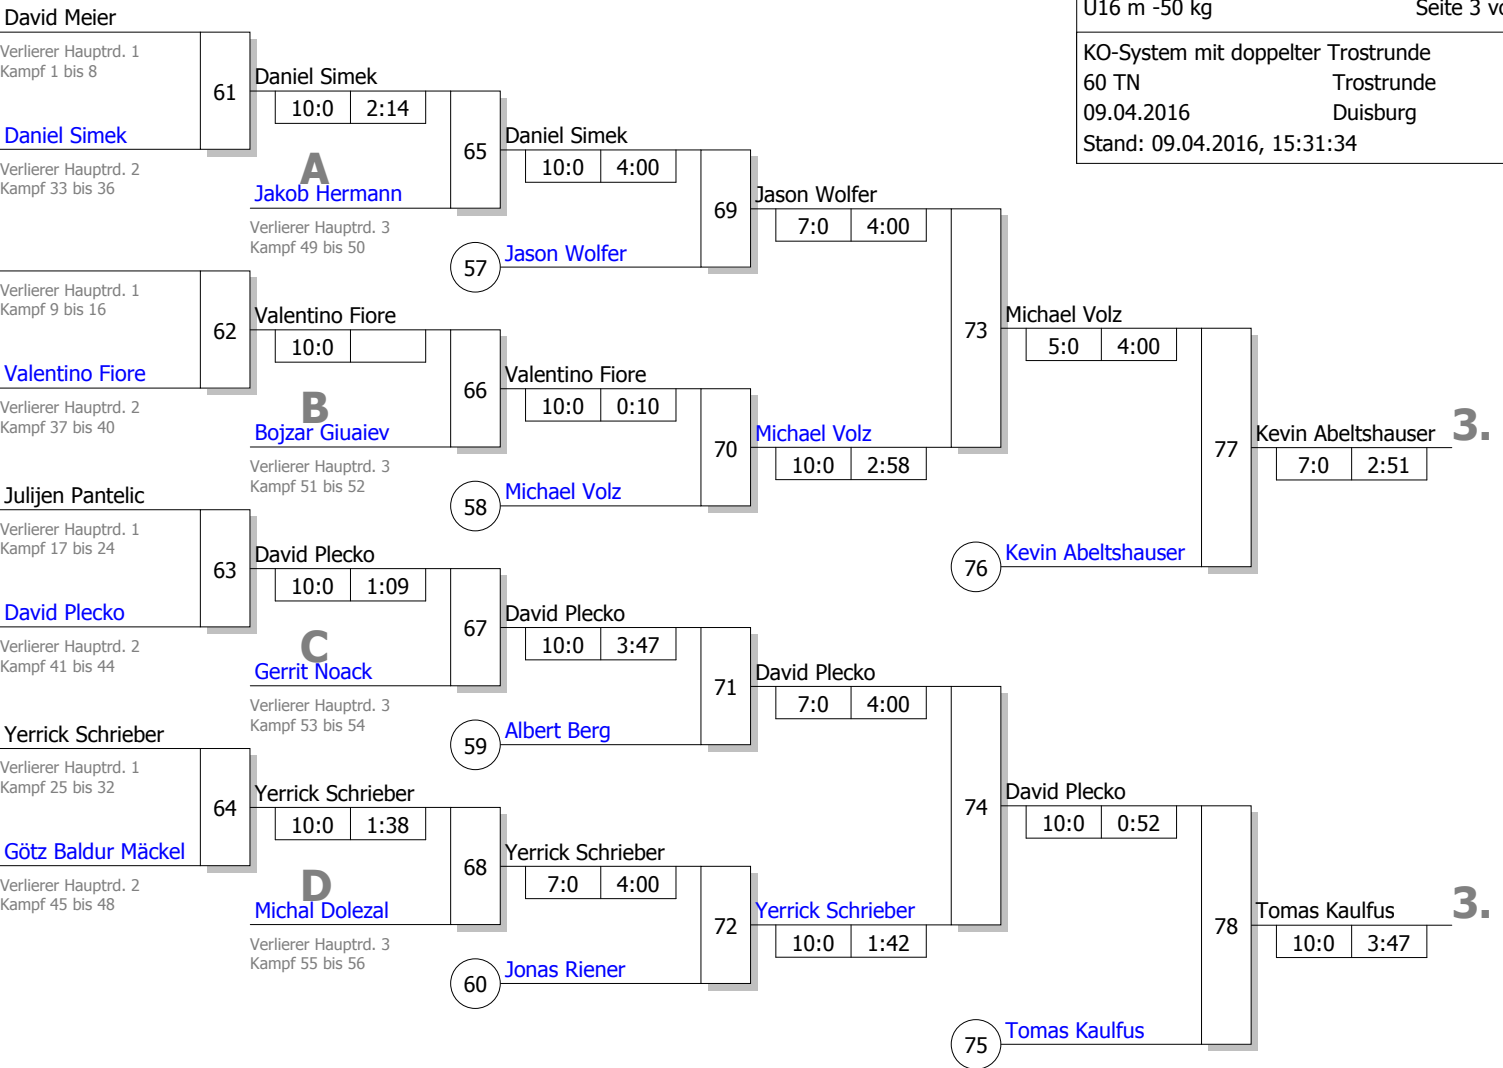 U16 m -50 kg Seite 3 vo
KO-System mit doppelter Trostrunde
60 TN Trostrunde
09.04.2016 Duisburg
Stand: 09.04.2016, 15:31:34
David Meier
Verlierer Hauptrd. 1
Kampf 1 bis 8
61
Daniel Simek
Verlierer Hauptrd. 2
Kampf 33 bis 36
Verlierer Hauptrd. 1
Kampf 9 bis 16
62
Valentino Fiore
Verlierer Hauptrd. 2
Kampf 37 bis 40
Julijen Pantelic
Verlierer Hauptrd. 1
Kampf 17 bis 24
63
David Plecko
Verlierer Hauptrd. 2
Kampf 41 bis 44
Yerrick Schrieber
Verlierer Hauptrd. 1
Kampf 25 bis 32
64
Götz Baldur Mäckel
Verlierer Hauptrd. 2
Kampf 45 bis 48
Daniel Simek
10:0 2:14
65
A
Jakob Hermann
Verlierer Hauptrd. 3
Kampf 49 bis 50
Valentino Fiore
10:0
66
B
Bojzar Giuaiev
Verlierer Hauptrd. 3
Kampf 51 bis 52
David Plecko
10:0 1:09
67
C
Gerrit Noack
Verlierer Hauptrd. 3
Kampf 53 bis 54
Yerrick Schrieber
10:0 1:38
68
D
Michal Dolezal
Verlierer Hauptrd. 3
Kampf 55 bis 56
Daniel Simek
10:0 4:00
69
57 Jason Wolfer
Valentino Fiore
10:0 0:10
70
58 Michael Volz
David Plecko
10:0 3:47
71
59 Albert Berg
Yerrick Schrieber
7:0 4:00
72
60 Jonas Riener
Jason Wolfer
7:0 4:00
73
Michael Volz
10:0 2:58
David Plecko
7:0 4:00
74
Yerrick Schrieber
10:0 1:42
Michael Volz
5:0 4:00
77
76 Kevin Abeltshauser
David Plecko
10:0 0:52
78
75 Tomas Kaulfus
Kevin Abeltshauser 3.
7:0 2:51
Tomas Kaulfus 3.
10:0 3:47